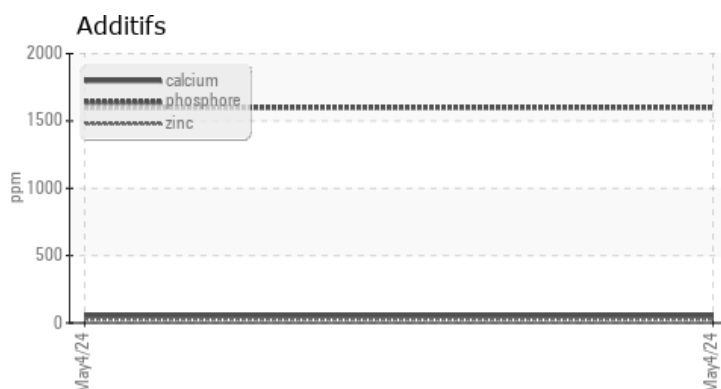 Additifs
2000
calcium
phosphore
zinc
1500
ppm
1000
500
0
May4/24
May4/24